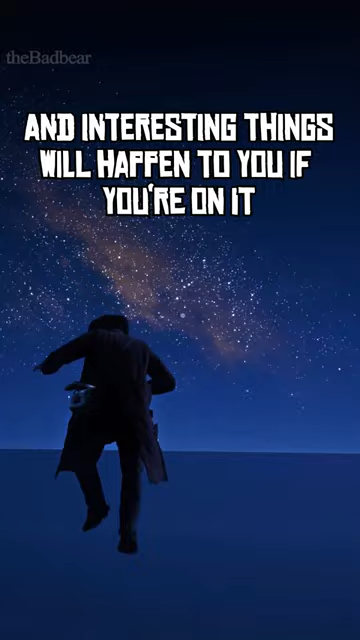 theBadbear
AND INTERESTING THINGS
WILL HAPPEN TO YOU IF
YOU'RE ON IT